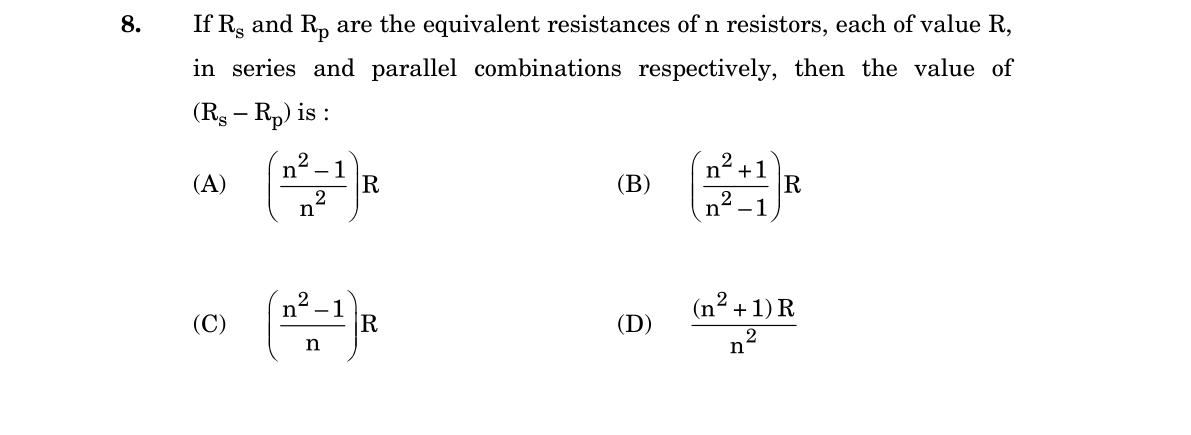 8. If Rₛ and Rₚ are the equivalent resistances of n resistors, each of value R,
in series and parallel combinations respectively, then the value of
(Rₛ – Rₚ) is :
(A) ((n² – 1)/n²) R (B) ((n² + 1)/(n² – 1)) R
(C) ((n² – 1)/n) R (D) (n² + 1) R/n²